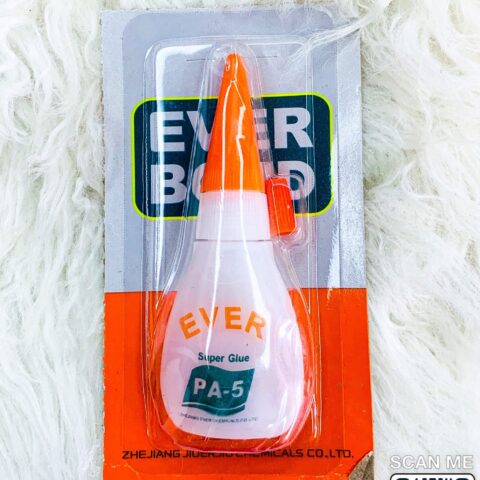 EVER
BOND
EVER
Super Glue
PA-5
ZHEJIANG JIUERJIU CHEMICALS CO.,LTD.
SCAN ME